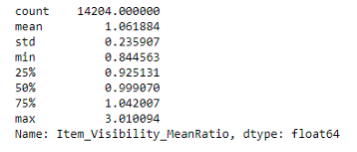 count 14204.000000
mean 1.061884
std 0.235907
min 0.844563
25% 0.925131
50% 0.999070
75% 1.042007
max 3.010094
Name: Item_Visibility_MeanRatio, dtype: float64